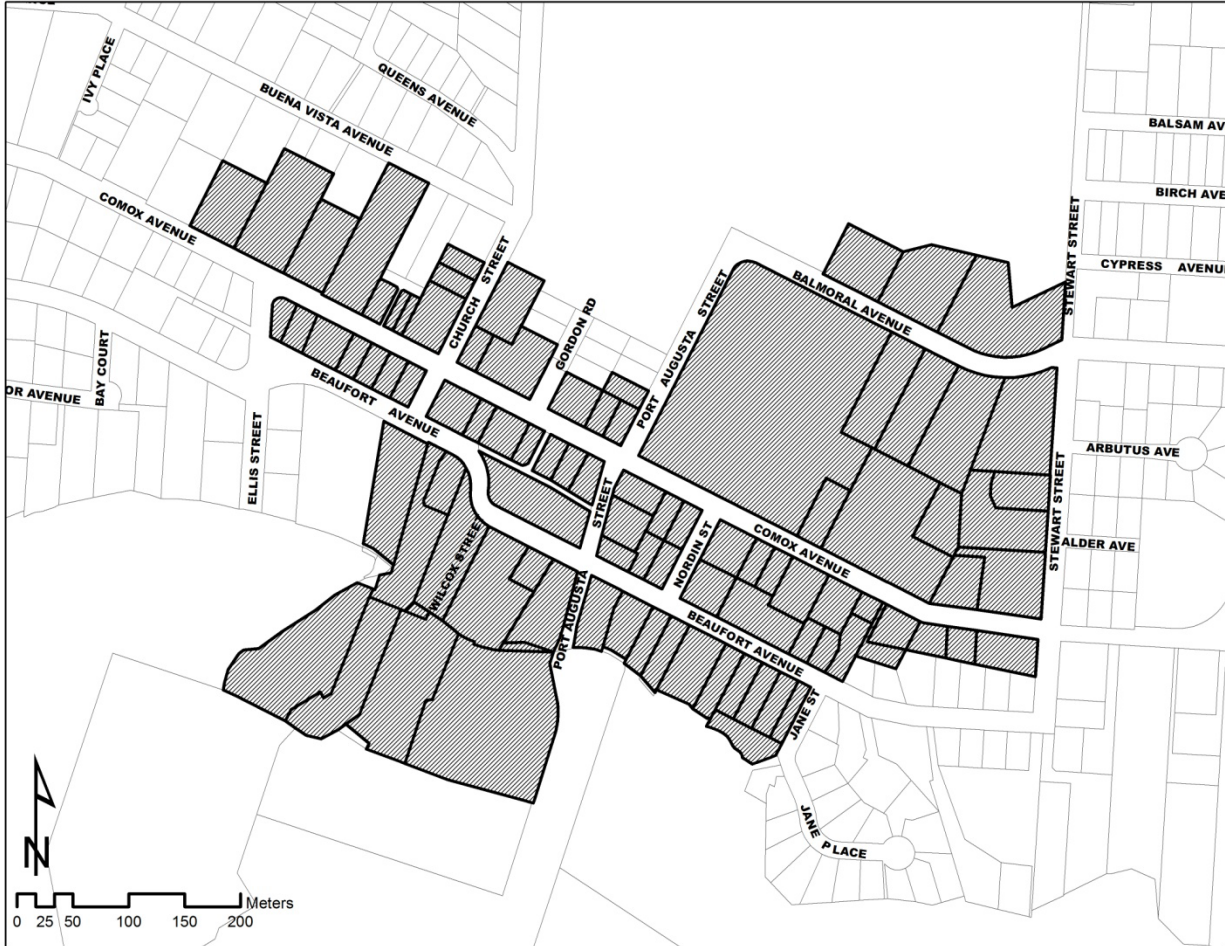 IVY PLACE
QUEENS AVENUE
BUENA VISTA AVENUE
BALSAM AV
BIRCH AVE
COMOX AVENUE
CHURCH STREET
STEWART STREET
CYPRESS AVENUE
BALMORAL AVENUE
GORDON RD
PORT AUGUSTA STREET
BAY COURT
OR AVENUE
BEAUFORT AVENUE
ELLIS STREET
ARBUTUS AVE
STREET
COMOX AVENUE
STEWART STREET
ALDER AVE
NORDIN ST
WILCOX STREET
PORT AUGUSTA
BEAUFORT AVENUE
JANE ST
JANE PLACE
N
Meters
0 25 50 100 150 200